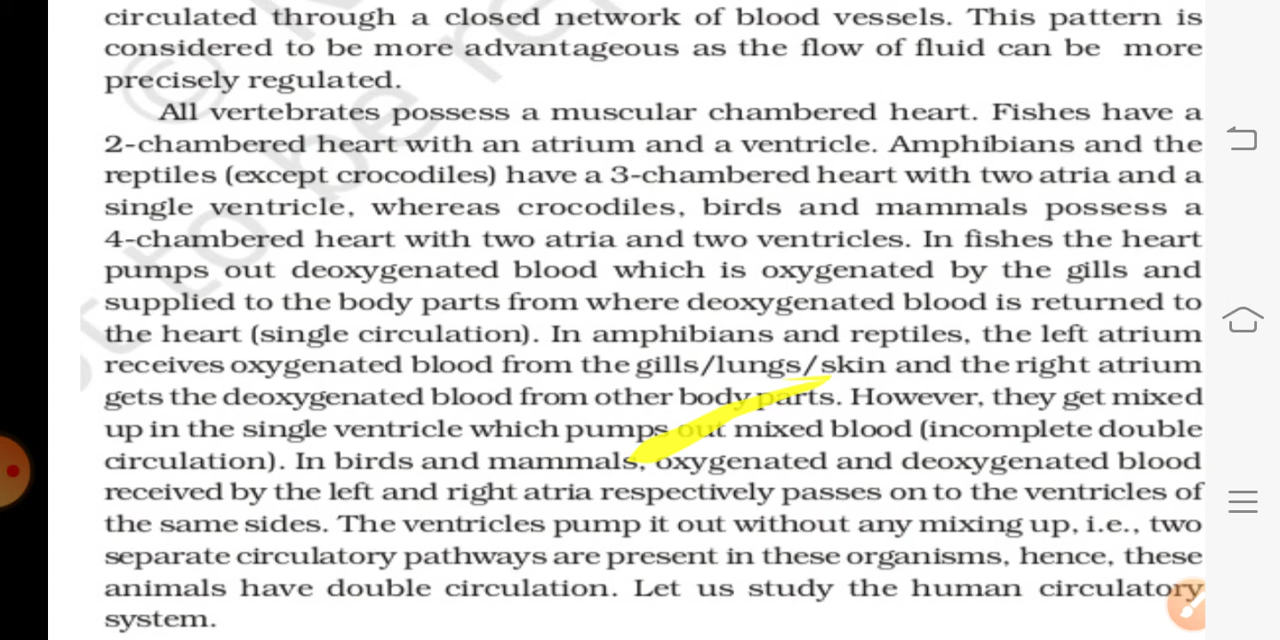 circulated through a closed network of blood vessels. This pattern is
considered to be more advantageous as the flow of fluid can be more
precisely regulated.
All vertebrates possess a muscular chambered heart. Fishes have a
2-chambered heart with an atrium and a ventricle. Amphibians and the
reptiles (except crocodiles) have a 3-chambered heart with two atria and a
single ventricle, whereas crocodiles, birds and mammals possess a
4-chambered heart with two atria and two ventricles. In fishes the heart
pumps out deoxygenated blood which is oxygenated by the gills and
supplied to the body parts from where deoxygenated blood is returned to
the heart (single circulation). In amphibians and reptiles, the left atrium
receives oxygenated blood from the gills/lungs/skin and the right atrium
gets the deoxygenated blood from other body parts. However, they get mixed
up in the single ventricle which pumps out mixed blood (incomplete double
circulation). In birds and mammals, oxygenated and deoxygenated blood
received by the left and right atria respectively passes on to the ventricles of
the same sides. The ventricles pump it out without any mixing up, i.e., two
separate circulatory pathways are present in these organisms, hence, these
animals have double circulation. Let us study the human circulatory
system.